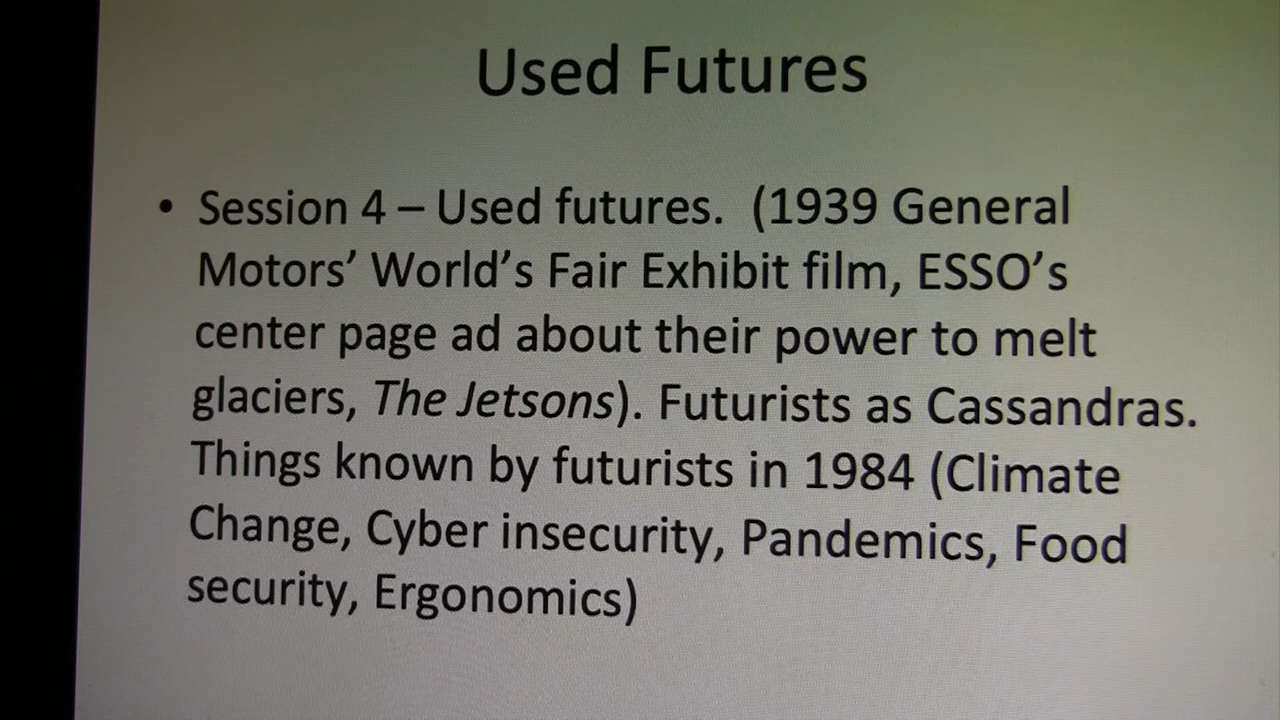 Used Futures
• Session 4 – Used futures.  (1939 General
Motors’ World’s Fair Exhibit film, ESSO’s
center page ad about their power to melt
glaciers, The Jetsons). Futurists as Cassandras.
Things known by futurists in 1984 (Climate
Change, Cyber insecurity, Pandemics, Food
security, Ergonomics)